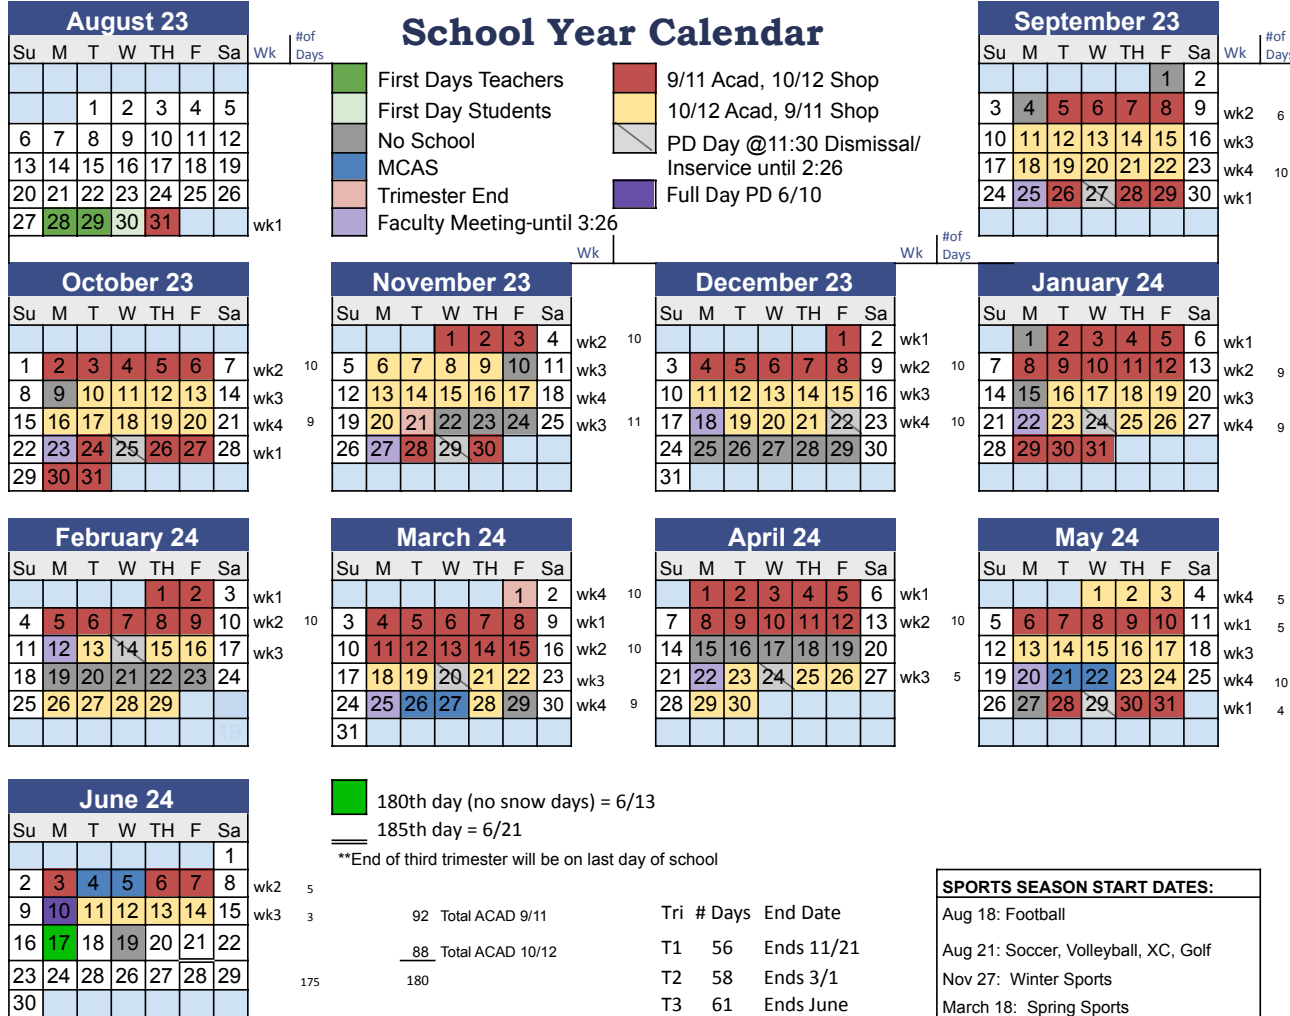 School Year Calendar
First Days Teachers
First Day Students
No School
MCAS
Trimester End
Faculty Meeting-until 3:26
9/11 Acad, 10/12 Shop
10/12 Acad, 9/11 Shop
PD Day @11:30 Dismissal/
Inservice until 2:26
Full Day PD 6/10
August 23
Su M T W TH F Sa Wk #of Days
1 2 3 4 5
6 7 8 9 10 11 12
13 14 15 16 17 18 19
20 21 22 23 24 25 26
27 28 29 30 31 wk1
September 23
Su M T W TH F Sa Wk #of Days
1 2
3 4 5 6 7 8 9 wk2 6
10 11 12 13 14 15 16 wk3
17 18 19 20 21 22 23 wk4 10
24 25 26 27 28 29 30 wk1
Wk
Wk #of Days
October 23
Su M T W TH F Sa
1 2 3 4 5 6 7 wk2 10
8 9 10 11 12 13 14 wk3
15 16 17 18 19 20 21 wk4 9
22 23 24 25 26 27 28 wk1
29 30 31
November 23
Su M T W TH F Sa
1 2 3 4 wk2 10
5 6 7 8 9 10 11 wk3
12 13 14 15 16 17 18 wk4
19 20 21 22 23 24 25 wk3 11
26 27 28 29 30
December 23
Su M T W TH F Sa
1 2 wk1
3 4 5 6 7 8 9 wk2 10
10 11 12 13 14 15 16 wk3
17 18 19 20 21 22 23 wk4 10
24 25 26 27 28 29 30
31
January 24
Su M T W TH F Sa
1 2 3 4 5 6 wk1
7 8 9 10 11 12 13 wk2 9
14 15 16 17 18 19 20 wk3
21 22 23 24 25 26 27 wk4 9
28 29 30 31
February 24
Su M T W TH F Sa
1 2 3 wk1
4 5 6 7 8 9 10 wk2 10
11 12 13 14 15 16 17 wk3
18 19 20 21 22 23 24
25 26 27 28 29
19
March 24
Su M T W TH F Sa
1 2 wk4 10
3 4 5 6 7 8 9 wk1
10 11 12 13 14 15 16 wk2 10
17 18 19 20 21 22 23 wk3
24 25 26 27 28 29 30 wk4 9
31
April 24
Su M T W TH F Sa
1 2 3 4 5 6 wk1
7 8 9 10 11 12 13 wk2 10
14 15 16 17 18 19 20
21 22 23 24 25 26 27 wk3 5
28 29 30
May 24
Su M T W TH F Sa
1 2 3 4 wk4 5
5 6 7 8 9 10 11 wk1 5
12 13 14 15 16 17 18 wk3
19 20 21 22 23 24 25 wk4 10
26 27 28 29 30 31 wk1 4
June 24
Su M T W TH F Sa
1
2 3 4 5 6 7 8 wk2 5
9 10 11 12 13 14 15 wk3 3
16 17 18 19 20 21 22
23 24 28 26 27 28 29 175
30
180th day (no snow days) = 6/13
185th day = 6/21
**End of third trimester will be on last day of school
92 Total ACAD 9/11
88 Total ACAD 10/12
180
Tri # Days End Date
T1 56 Ends 11/21
T2 58 Ends 3/1
T3 61 Ends June
SPORTS SEASON START DATES:
Aug 18: Football
Aug 21: Soccer, Volleyball, XC, Golf
Nov 27: Winter Sports
March 18: Spring Sports